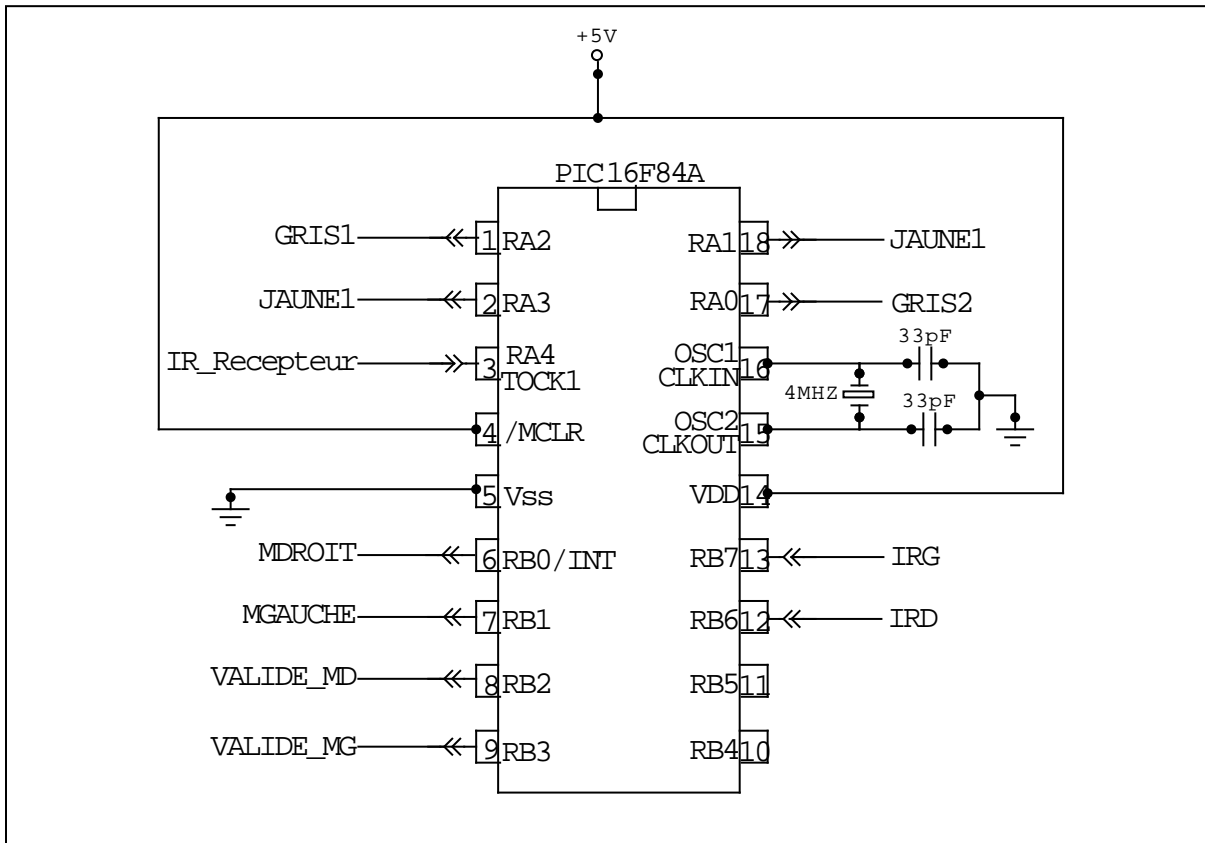 +5V
PIC16F84A
GRIS1 1 RA2 RA1 18 JAUNE1
JAUNE1 2 RA3 RA0 17 GRIS2
IR_Recepteur 3 RA4 TOCK1 OSC1 CLKIN 16 33pF
4MHZ 33pF
4 /MCLR OSC2 CLKOUT 15
5 Vss VDD 14
MDROIT 6 RB0/INT RB7 13 IRG
MGAUCHE 7 RB1 RB6 12 IRD
VALIDE_MD 8 RB2 RB5 11
VALIDE_MG 9 RB3 RB4 10